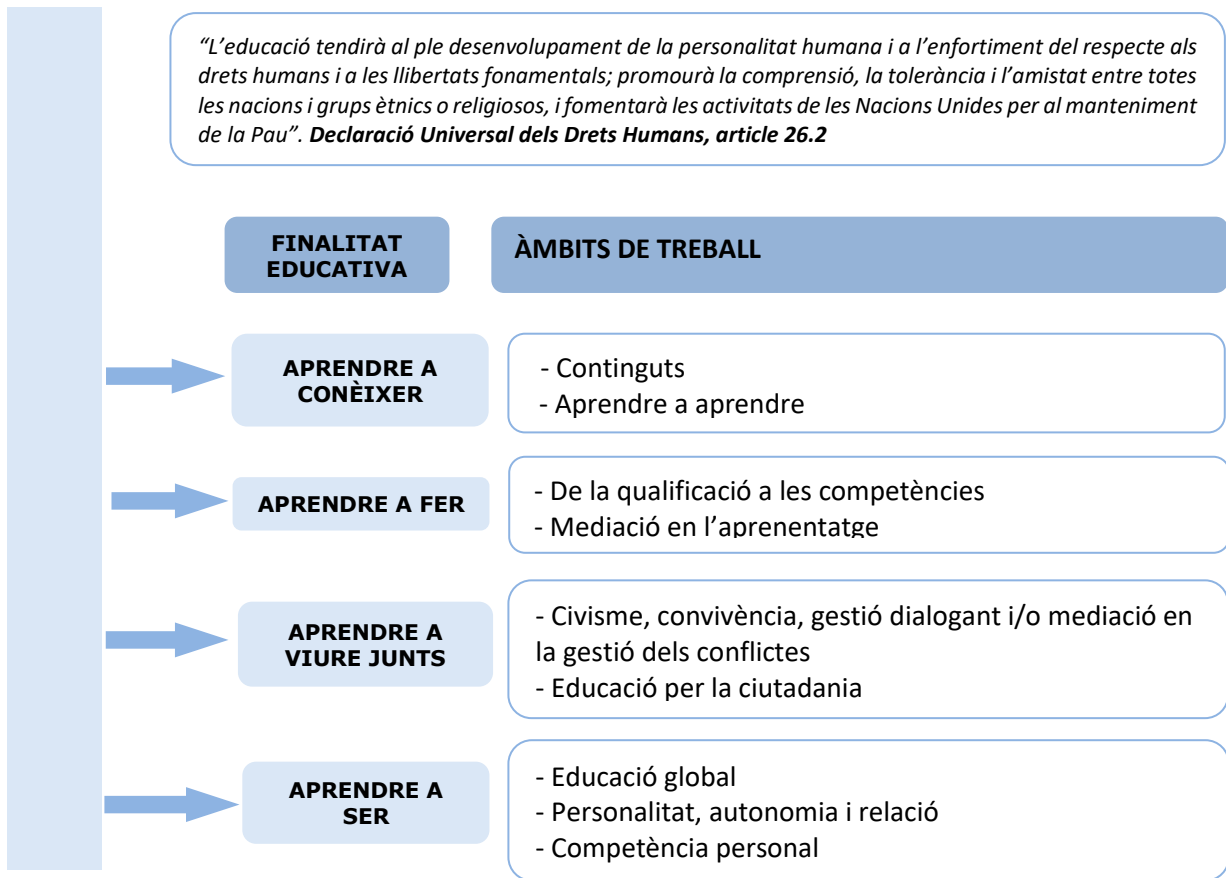 “L’educació tendirà al ple desenvolupament de la personalitat humana i a l’enfortiment del respecte als
drets humans i a les llibertats fonamentals; promourà la comprensió, la tolerància i l’amistat entre totes
les nacions i grups ètnics o religiosos, i fomentarà les activitats de les Nacions Unides per al manteniment
de la Pau”. Declaració Universal dels Drets Humans, article 26.2
FINALITAT
EDUCATIVA
ÀMBITS DE TREBALL
APRENDRE A
CONÈIXER
- Continguts
- Aprendre a aprendre
APRENDRE A FER
- De la qualificació a les competències
- Mediació en l’aprenentatge
APRENDRE A
VIURE JUNTS
- Civisme, convivència, gestió dialogant i/o mediació en
la gestió dels conflictes
- Educació per la ciutadania
APRENDRE A
SER
- Educació global
- Personalitat, autonomia i relació
- Competència personal